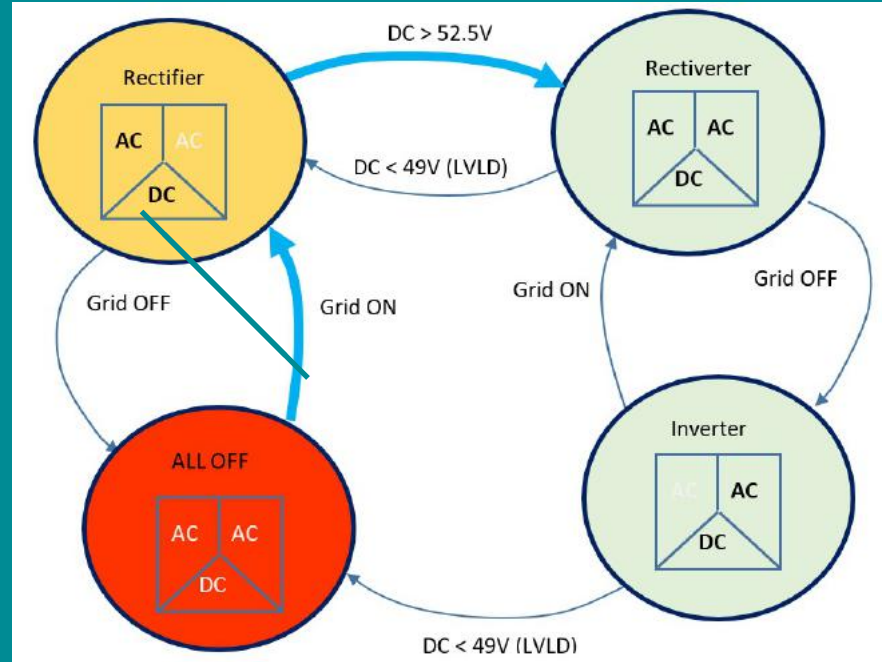 DC > 52.5V
Rectifier
Rectiverter
AC AC
DC
AC AC
DC
DC < 49V (LVLD)
Grid OFF
Grid ON
Grid ON
Grid OFF
ALL OFF
Inverter
AC AC
DC
AC AC
DC
DC < 49V (LVLD)